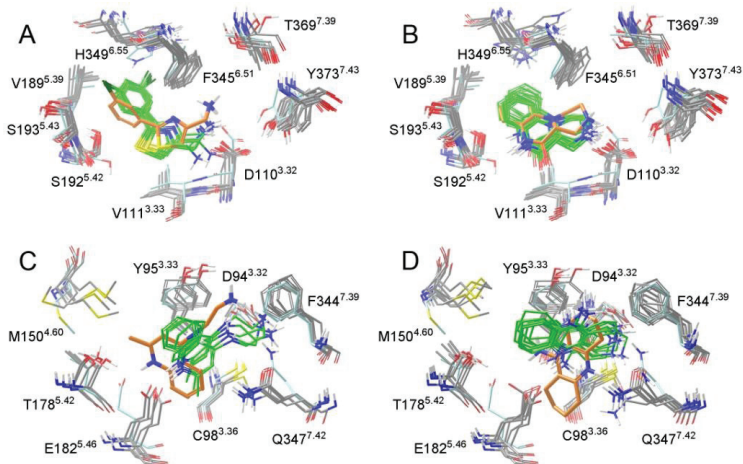 A
T369^7.39
H349^6.55
F345^6.51
V189^5.39
Y373^7.43
S193^5.43
S192^5.42
D110^3.32
V111^3.33
B
T369^7.39
H349^6.55
F345^6.51
V189^5.39
Y373^7.43
S193^5.43
S192^5.42
D110^3.32
V111^3.33
C
Y95^3.33
D94^3.32
F344^7.39
M150^4.60
T178^5.42
C98^3.36
Q347^7.42
E182^5.46
D
Y95^3.33
D94^3.32
F344^7.39
M150^4.60
T178^5.42
C98^3.36
Q347^7.42
E182^5.46